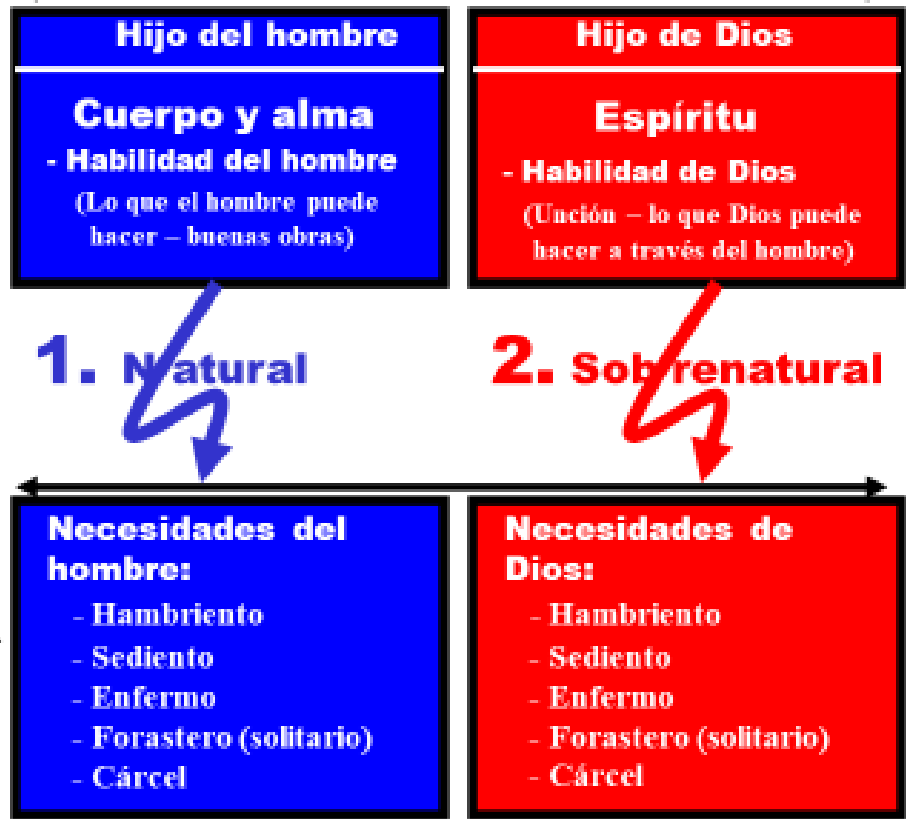 Hijo del hombre
Cuerpo y alma
- Habilidad del hombre
(Lo que el hombre puede
hacer – buenas obras)
Hijo de Dios
Espíritu
- Habilidad de Dios
(Unción – lo que Dios puede
hacer a través del hombre)
1. Natural
2. Sobrenatural
Necesidades del
hombre:
- Hambriento
- Sediento
- Enfermo
- Forastero (solitario)
- Cárcel
Necesidades de
Dios:
- Hambriento
- Sediento
- Enfermo
- Forastero (solitario)
- Cárcel